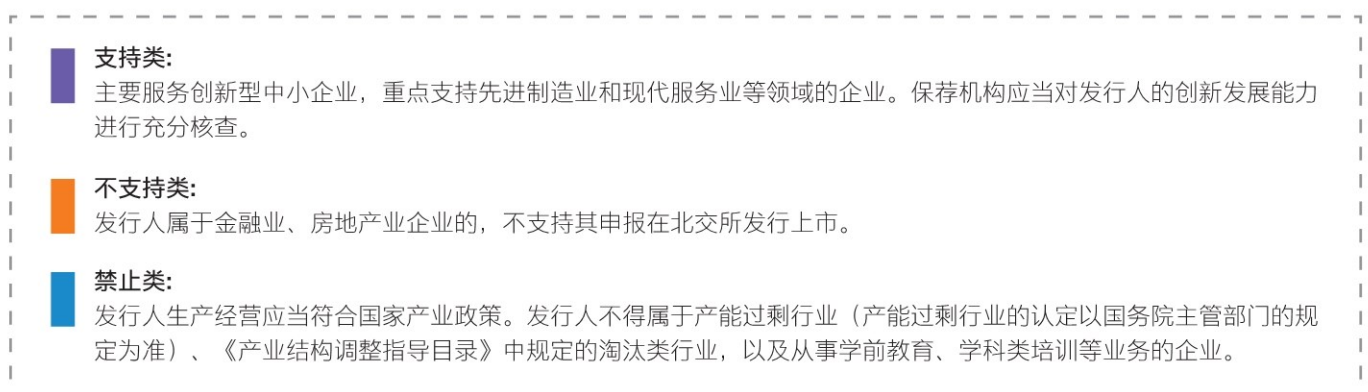 支持类:
主要服务创新型中小企业，重点支持先进制造业和现代服务业等领域的企业。保荐机构应当对发行人的创新发展能力
进行充分核查。
不支持类:
发行人属于金融业、房地产业企业的，不支持其申报在北交所发行上市。
禁止类:
发行人生产经营应当符合国家产业政策。发行人不得属于产能过剩行业（产能过剩行业的认定以国务院主管部门的规
定为准）、《产业结构调整指导目录》中规定的淘汰类行业，以及从事学前教育、学科类培训等业务的企业。